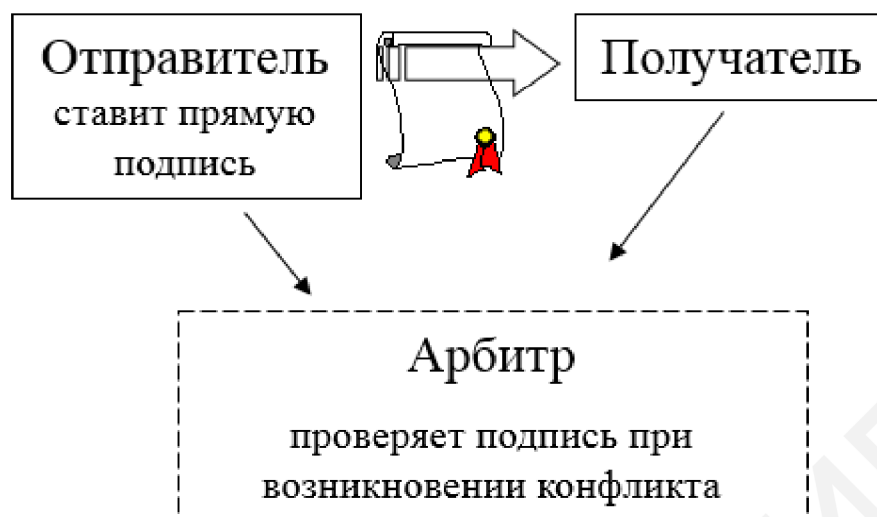 Отправитель
ставит прямую
подпись
Получатель
Арбитр
проверяет подпись при
возникновении конфликта